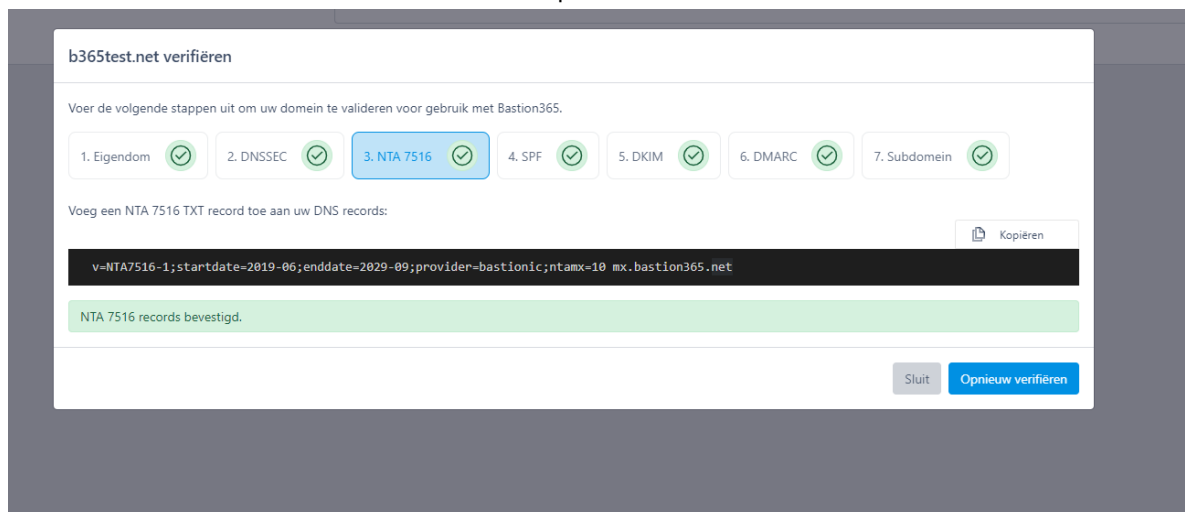 b365test.net verifiëren
Voer de volgende stappen uit om uw domein te valideren voor gebruik met Bastion365.
1. Eigendom 2. DNSSEC 3. NTA 7516 4. SPF 5. DKIM 6. DMARC 7. Subdomein
Voeg een NTA 7516 TXT record toe aan uw DNS records:
Kopiëren
v=NTA7516-1;startdate=2019-06;enddate=2029-09;provider=bastionic;ntamx=10 mx.bastion365.net
NTA 7516 records bevestigd.
Sluit Opnieuw verifiëren